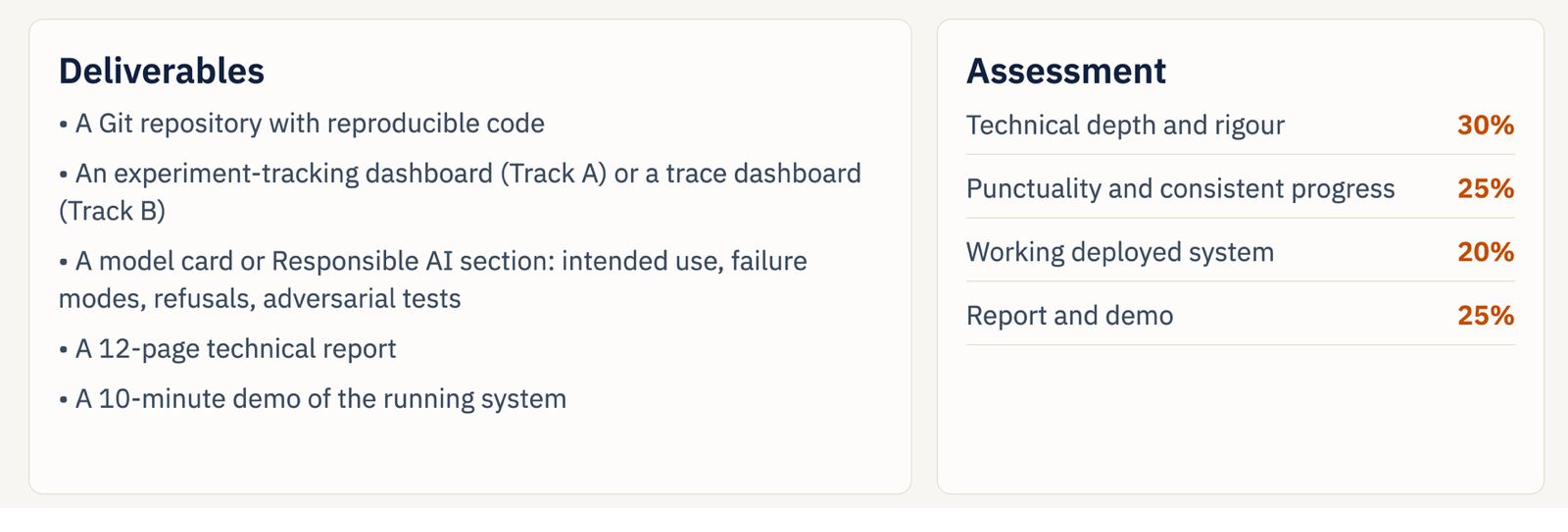 Deliverables
• A Git repository with reproducible code
• An experiment-tracking dashboard (Track A) or a trace dashboard
(Track B)
• A model card or Responsible AI section: intended use, failure
modes, refusals, adversarial tests
• A 12-page technical report
• A 10-minute demo of the running system
Assessment
Technical depth and rigour 30%
Punctuality and consistent progress 25%
Working deployed system 20%
Report and demo 25%